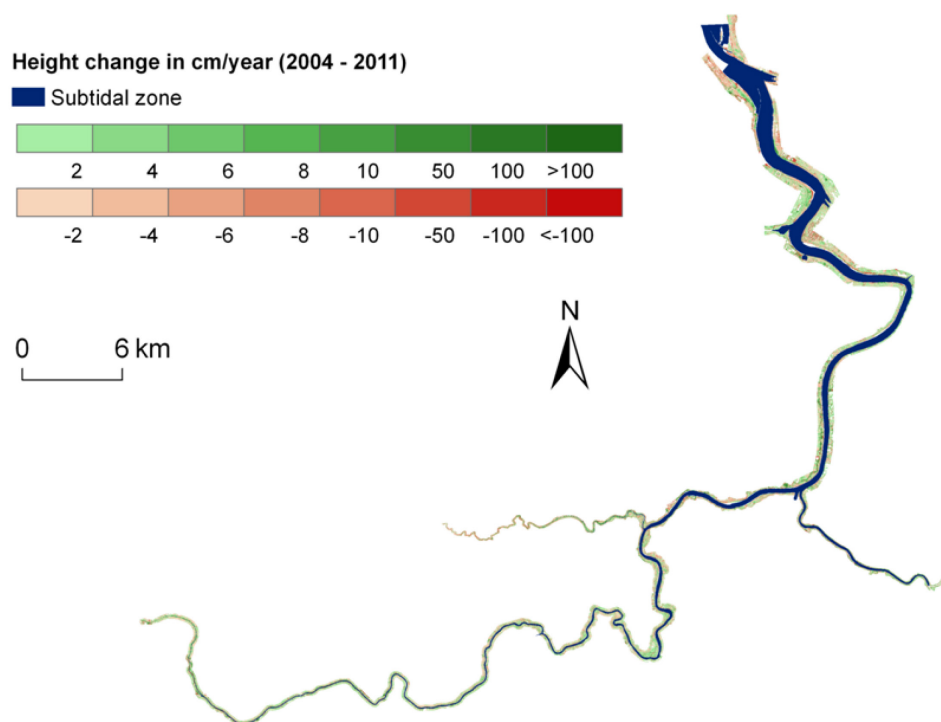 Height change in cm/year (2004 - 2011)
Subtidal zone
2 4 6 8 10 50 100 >100
-2 -4 -6 -8 -10 -50 -100 <-100
N
0 6 km